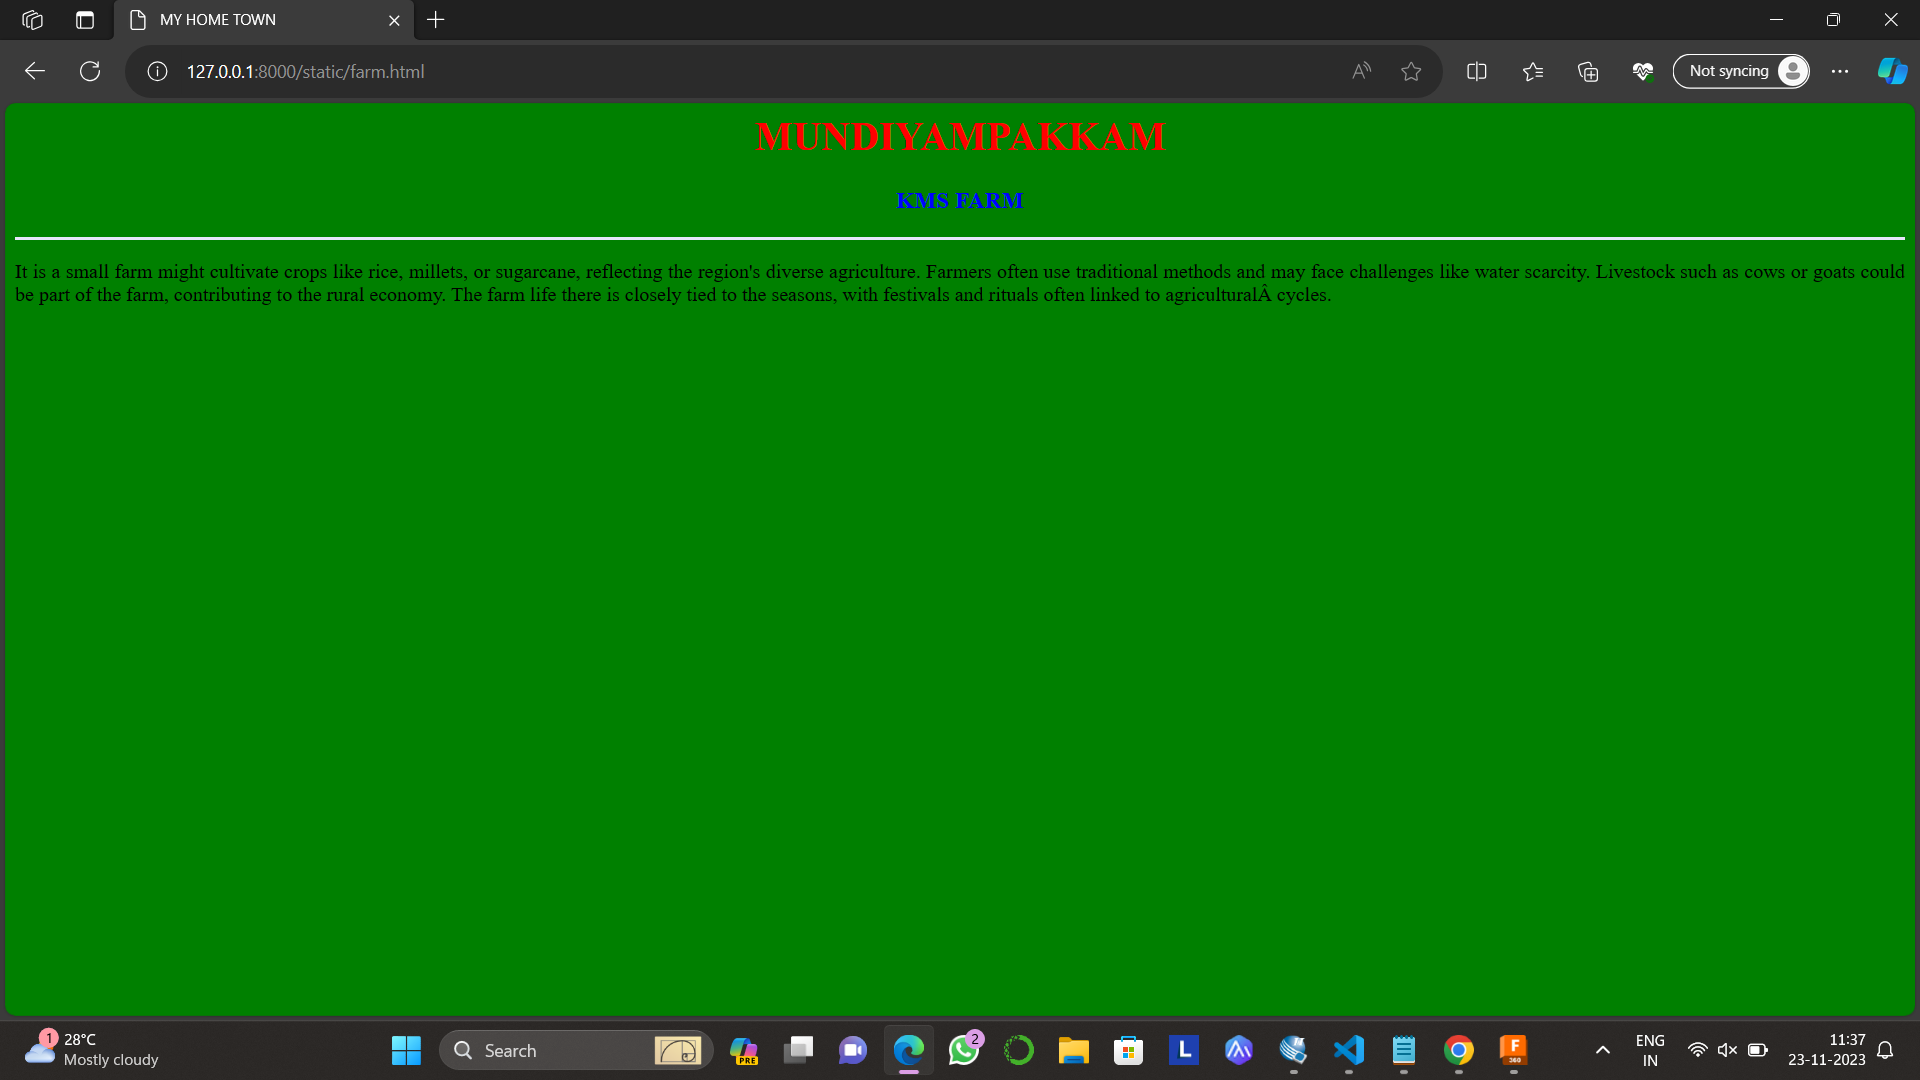 MY HOME TOWN
127.0.0.1:8000/static/farm.html
Not syncing
MUNDIYAMPAKKAM
KMS FARM
It is a small farm might cultivate crops like rice, millets, or sugarcane, reflecting the region's diverse agriculture. Farmers often use traditional methods and may face challenges like water scarcity. Livestock such as cows or goats could
be part of the farm, contributing to the rural economy. The farm life there is closely tied to the seasons, with festivals and rituals often linked to agriculturalÂ cycles.
1
28°C
Mostly cloudy
Search
PRE
2
L
F
360
ENG
IN
11:37
23-11-2023